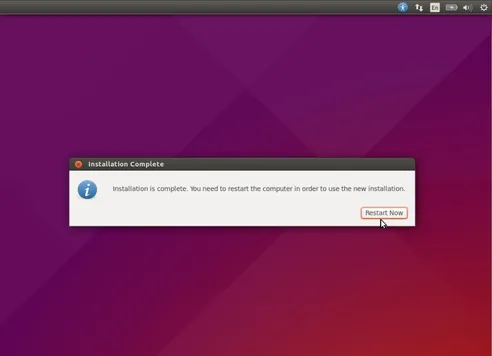 En
Installation Complete
Installation is complete. You need to restart the computer in order to use the new installation.
Restart Now